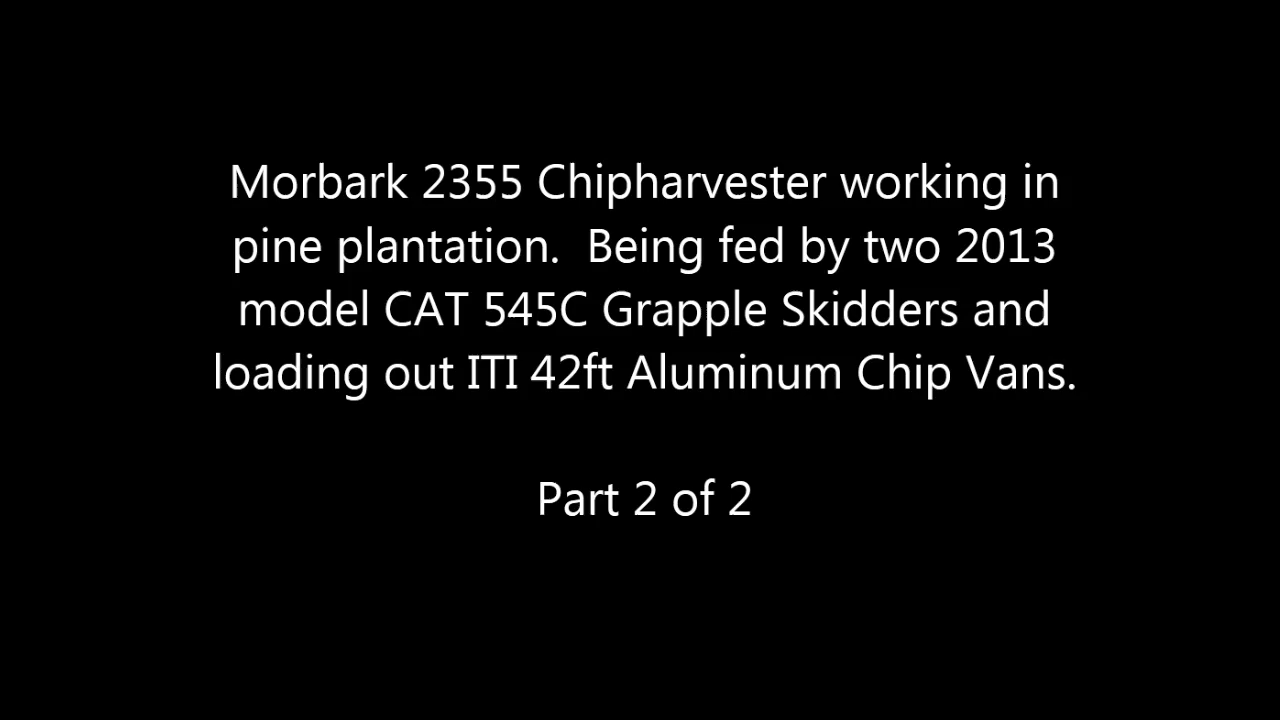 Morbark 2355 Chipharvester working in
pine plantation.  Being fed by two 2013
model CAT 545C Grapple Skidders and
loading out ITI 42ft Aluminum Chip Vans.
Part 2 of 2